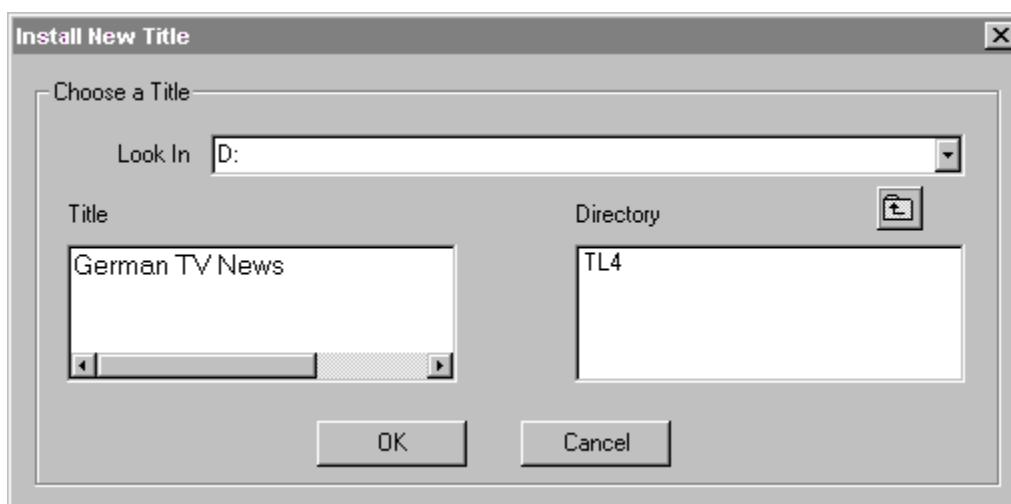 Install New Title
Choose a Title
Look In D:
Title Directory
German TV News TL4
OK Cancel